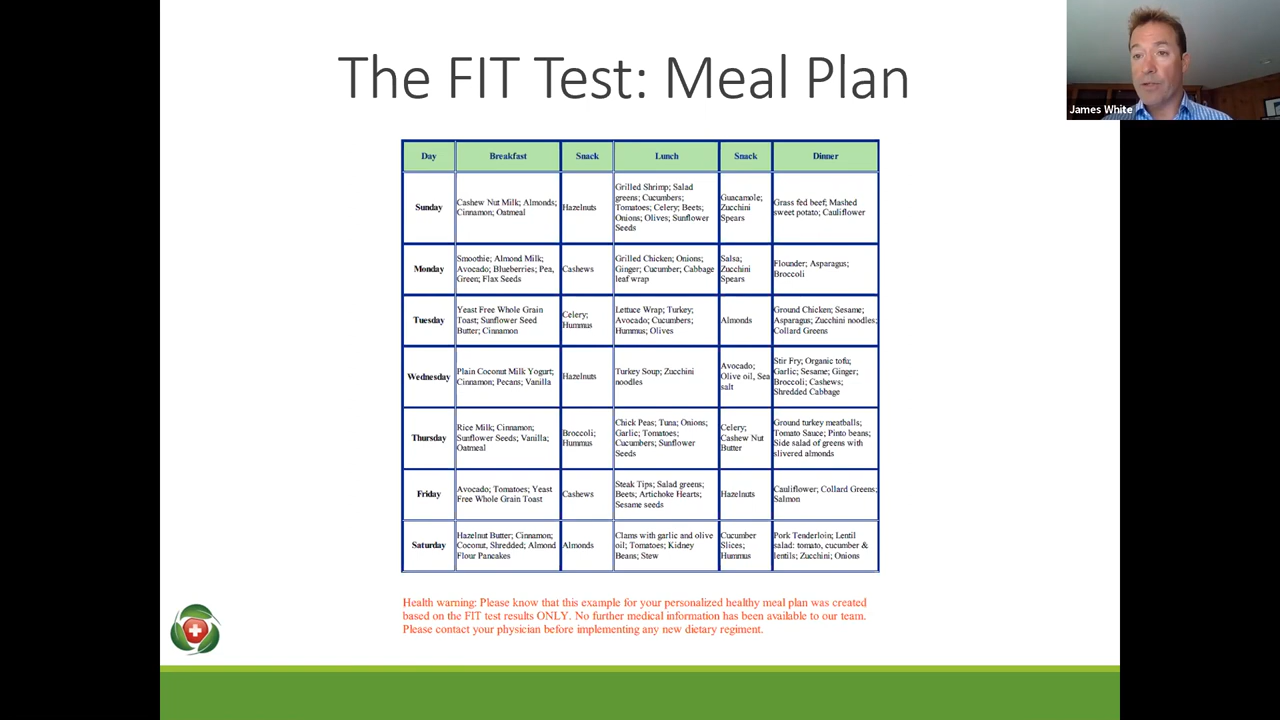 The FIT Test: Meal Plan
James White
Day Breakfast Snack Lunch Snack Dinner
Sunday
Cashew Nut Milk; Almonds;
Cinnamon; Oatmeal
Hazelnuts
Grilled Shrimp; Salad
greens; Cucumbers;
Tomatoes; Celery; Beets;
Onions; Olives; Sunflower
Seeds
Guacamole;
Zucchini
Spears
Grass fed beef; Mashed
sweet potato; Cauliflower
Monday
Smoothie; Almond Milk;
Avocado; Blueberries; Pea,
Green; Flax Seeds
Cashews
Grilled Chicken; Onions;
Ginger; Cucumber; Cabbage
leaf wrap
Salsa;
Zucchini
Spears
Flounder; Asparagus;
Broccoli
Tuesday
Yeast Free Whole Grain
Toast; Sunflower Seed
Butter; Cinnamon
Celery;
Hummus
Lettuce Wrap; Turkey;
Avocado; Cucumbers;
Hummus; Olives
Almonds
Ground Chicken; Sesame;
Asparagus; Zucchini noodles;
Collard Greens
Wednesday
Plain Coconut Milk Yogurt;
Cinnamon; Pecans; Vanilla
Hazelnuts
Turkey Soup; Zucchini
noodles
Avocado;
Olive oil, Sea
salt
Stir Fry; Organic tofu;
Garlic; Sesame; Ginger;
Broccoli; Cashews;
Shredded Cabbage
Thursday
Rice Milk; Cinnamon;
Sunflower Seeds; Vanilla;
Oatmeal
Broccoli;
Hummus
Chick Peas; Tuna; Onions;
Garlic; Tomatoes;
Cucumbers; Sunflower
Seeds
Celery;
Cashew Nut
Butter
Ground turkey meatballs;
Tomato Sauce; Pinto beans;
Side salad of greens with
slivered almonds
Friday
Avocado; Tomatoes; Yeast
Free Whole Grain Toast
Cashews
Steak Tips; Salad greens;
Beets; Artichoke Hearts;
Sesame seeds
Hazelnuts
Cauliflower; Collard Greens;
Salmon
Saturday
Hazelnut Butter; Cinnamon;
Coconut, Shredded; Almond
Flour Pancakes
Almonds
Clams with garlic and olive
oil; Tomatoes; Kidney
Beans; Stew
Cucumber
Slices;
Hummus
Pork Tenderloin; Lentil
salad: tomato, cucumber &
lentils; Zucchini; Onions
Health warning: Please know that this example for your personalized healthy meal plan was created
based on the FIT test results ONLY. No further medical information has been available to our team.
Please contact your physician before implementing any new dietary regiment.